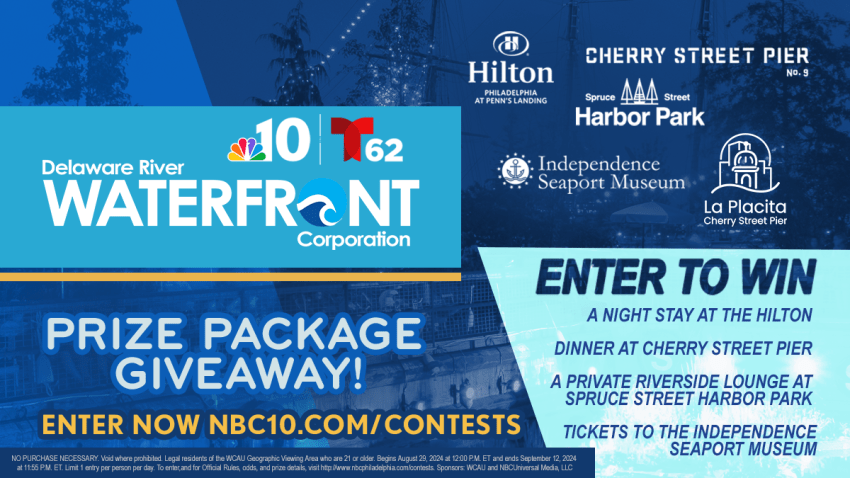 Hilton
PHILADELPHIA
AT PENN'S LANDING
CHERRY STREET PIER
No. 9
Spruce Street
Harbor Park
10 T 62
Delaware River
WATERFRONT
Corporation
Independence
Seaport Museum
La Placita
Cherry Street Pier
PRIZE PACKAGE
GIVEAWAY!
ENTER NOW NBC10.COM/CONTESTS
ENTER TO WIN
A NIGHT STAY AT THE HILTON
DINNER AT CHERRY STREET PIER
A PRIVATE RIVERSIDE LOUNGE AT
SPRUCE STREET HARBOR PARK
TICKETS TO THE INDEPENDENCE
SEAPORT MUSEUM
NO PURCHASE NECESSARY. Void where prohibited. Legal residents of the WCAU Geographic Viewing Area who are 21 or older. Begins August 29, 2024 at 12:00 P.M. ET and ends September 12, 2024
at 11:55 P.M. ET. Limit 1 entry per person per day. To enter,and for Official Rules, odds, and prize details, visit http://www.nbcphiladelphia.com/contests. Sponsors: WCAU and NBCUniversal Media, LLC